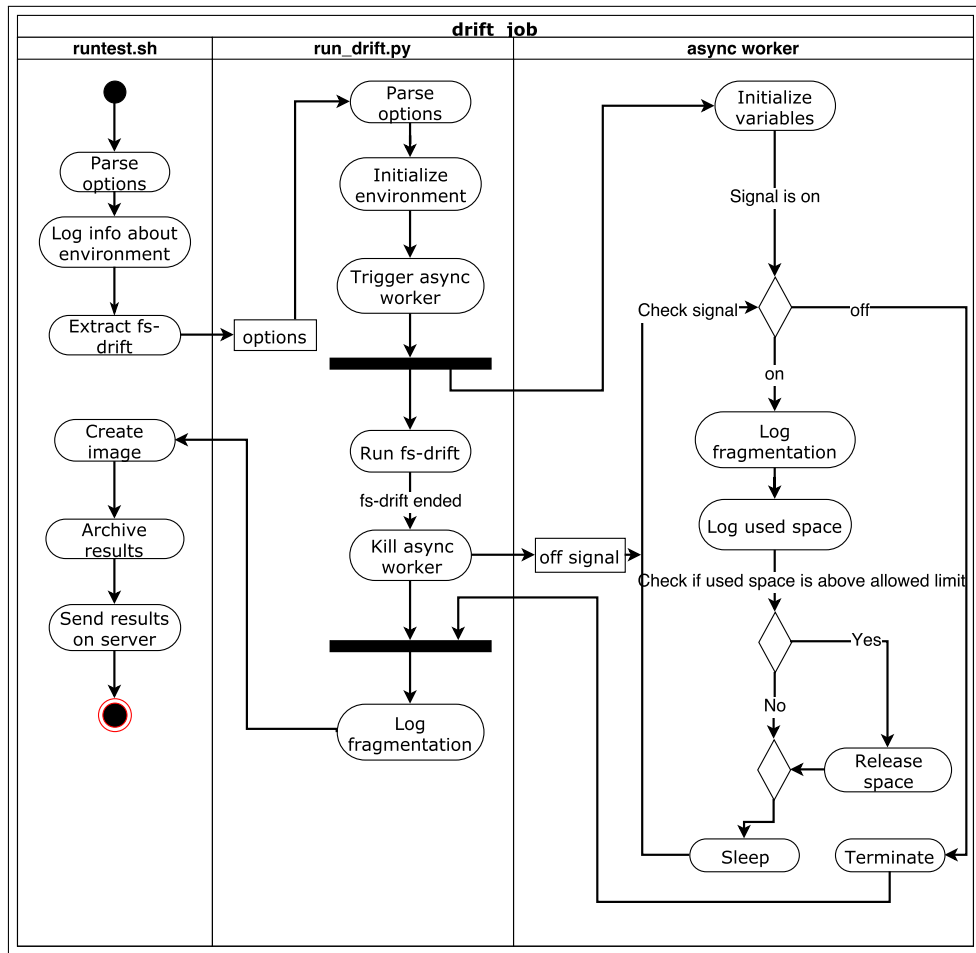 drift job
runtest.sh
run_drift.py
async worker
Parse
options
Log info about
environment
Extract fs-
drift
options
Create
image
Archive
results
Send results
on server
Parse
options
Initialize
environment
Trigger async
worker
Run fs-drift
fs-drift ended
Kill async
worker
Log
fragmentation
off signal
Initialize
variables
Signal is on
Check signal
off
on
Log
fragmentation
Log used space
Check if used space is above allowed limit
Yes
No
Release
space
Sleep
Terminate